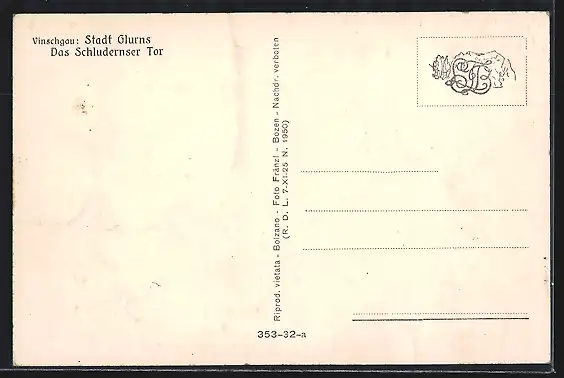 Vinschgau: Stadt Glurns
Das Schludernser Tor
Riprod. vietata - Bolzano - Foto Fränzl - Bozen - Nachdr. verboten
(R. D. L. 7-XI-25 N. 1950)
353-32-a